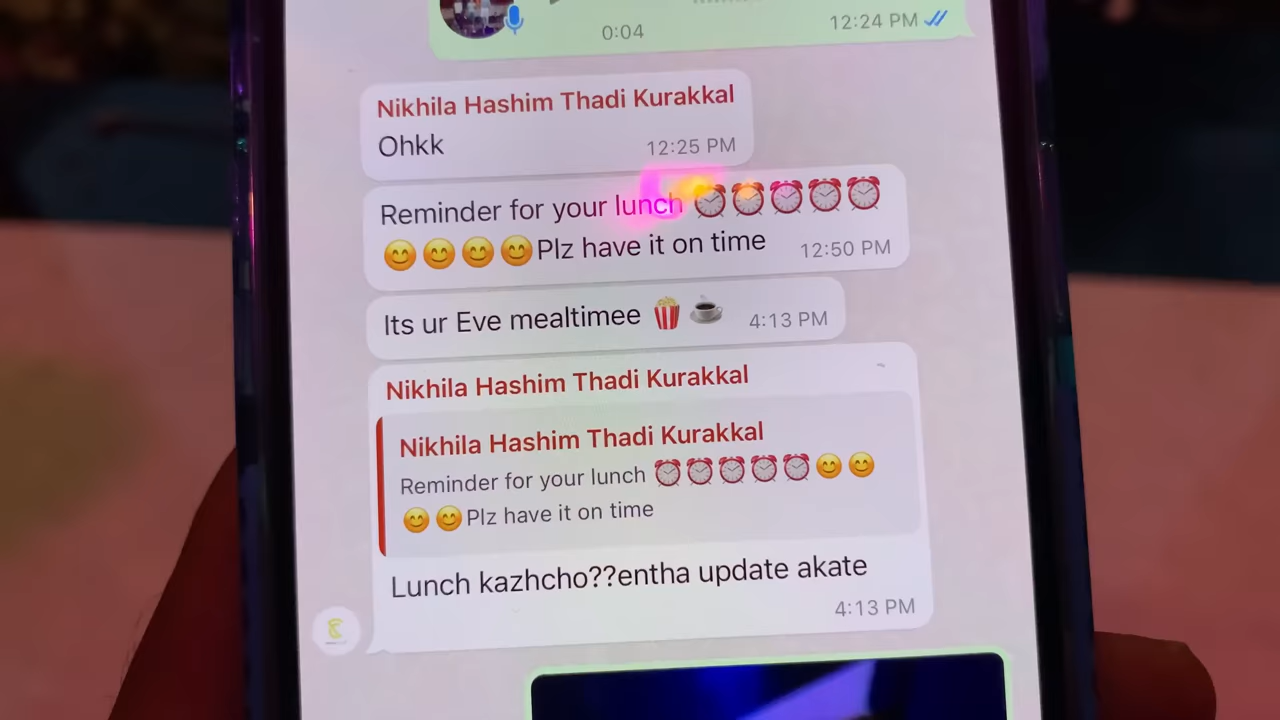 0:04
12:24 PM
Nikhila Hashim Thadi Kurakkal
Ohkk
12:25 PM
Reminder for your lunch ⏰⏰⏰⏰⏰
😊😊😊😊Plz have it on time
12:50 PM
Its ur Eve mealtimee 🍿☕
4:13 PM
Nikhila Hashim Thadi Kurakkal
Nikhila Hashim Thadi Kurakkal
Reminder for your lunch ⏰⏰⏰⏰⏰😊😊
😊😊Plz have it on time
Lunch kazhcho??entha update akate
4:13 PM